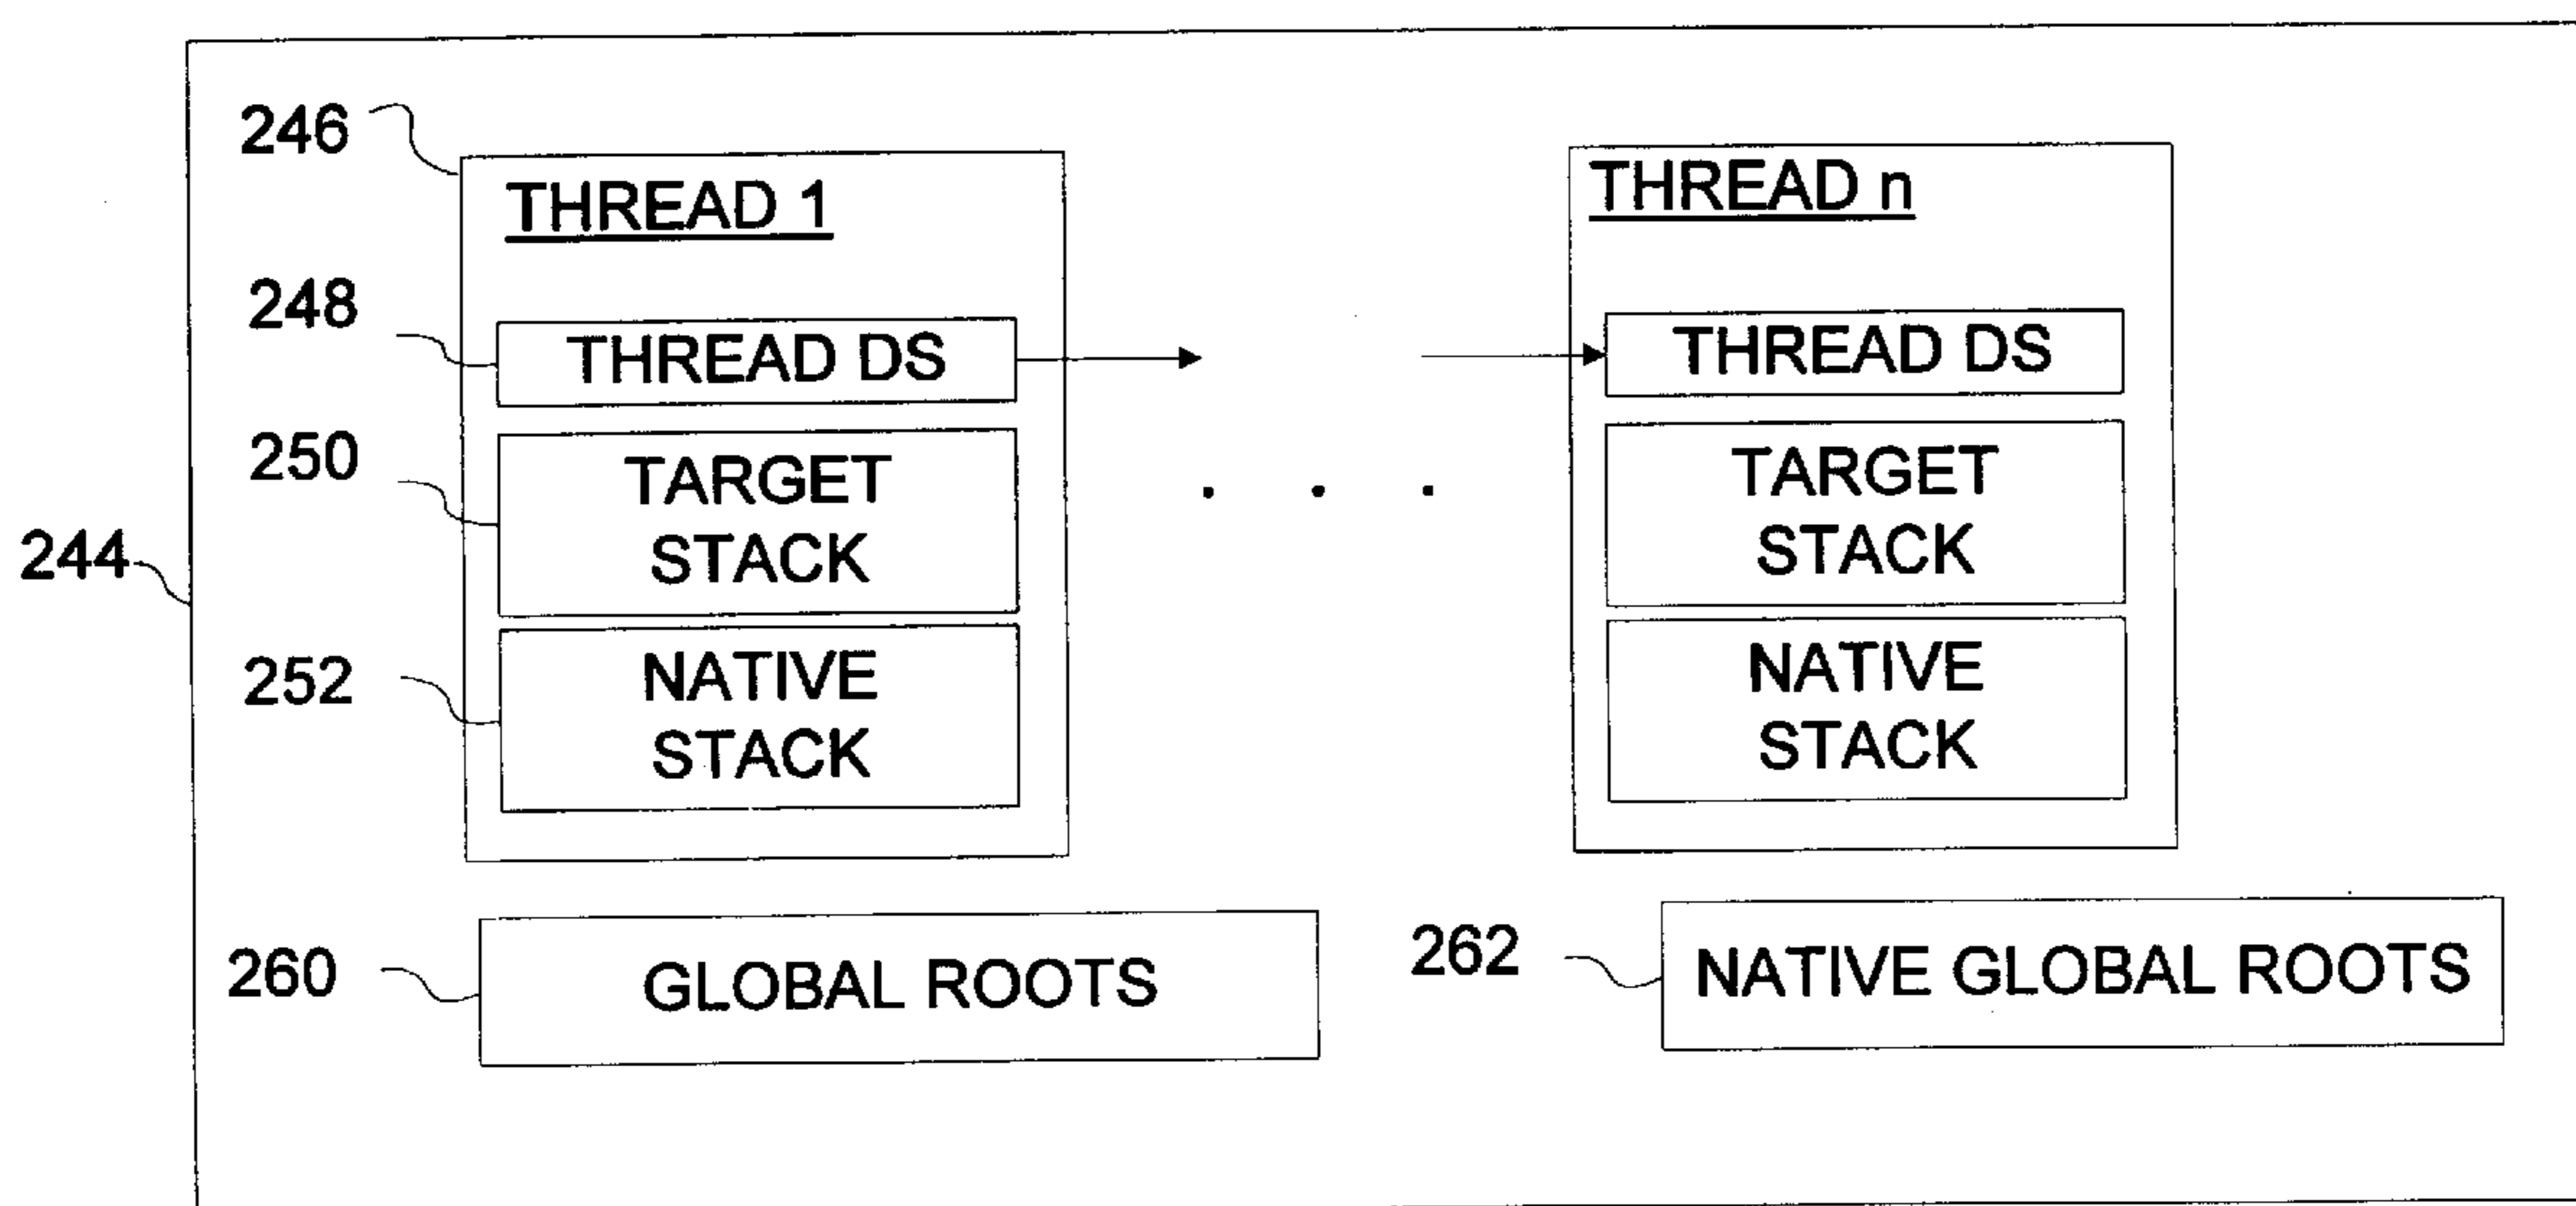 246
THREAD 1
248
THREAD DS
250
TARGET
STACK
244
252
NATIVE
STACK
THREAD n
THREAD DS
. . .
TARGET
STACK
NATIVE
STACK
260
GLOBAL ROOTS
262
NATIVE GLOBAL ROOTS